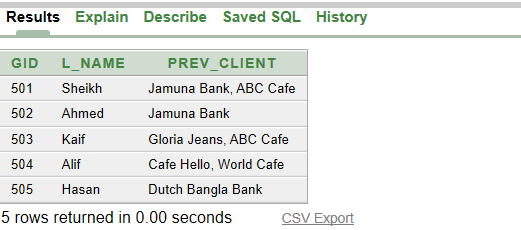 Results Explain Describe Saved SQL History
GID L_NAME PREV_CLIENT
501 Sheikh Jamuna Bank, ABC Cafe
502 Ahmed Jamuna Bank
503 Kaif Gloria Jeans, ABC Cafe
504 Alif Cafe Hello, World Cafe
505 Hasan Dutch Bangla Bank
5 rows returned in 0.00 seconds CSV Export